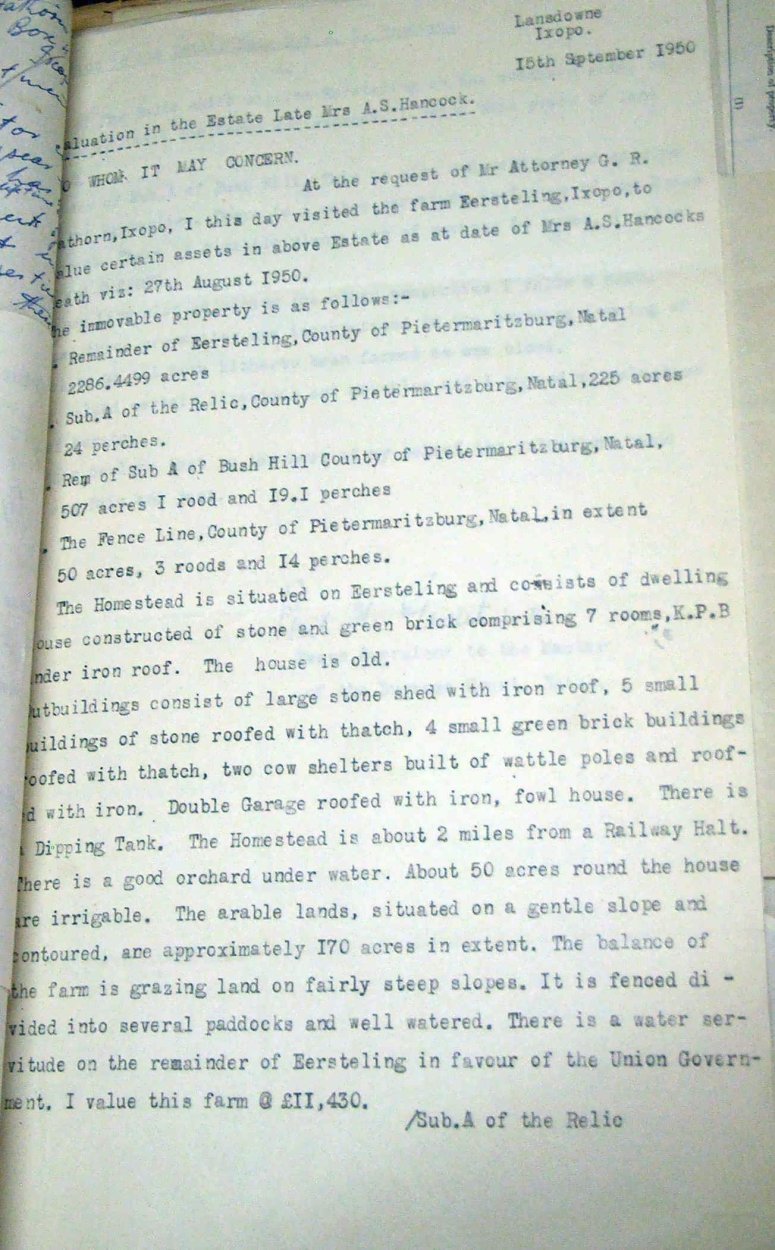 Lansdowne
Ixopo.
I5th September I950
aluation in the Estate Late Mrs A.S.Hancock.
O WHOM IT MAY CONCERN.
At the request of Mr Attorney G. R.
athorn,Ixopo, I this day visited the farm Eersteling,Ixopo,to
alue certain assets in above Estate as at date of Mrs A.S.Hancocks
eath viz: 27th August I950.
he immovable property is as follows:-
. Remainder of Eersteling,County of Pietermaritzburg,Natal
2286.4499 acres
. Sub.A of the Relic,County of Pietermaritzburg,Natal,225 acres
24 perches.
. Rem of Sub A of Bush Hill County of Pietermaritzburg,Natal,
507 acres I rood and I9.I perches
. The Fence Line,County of Pietermaritzburg,Natal,in extent
50 acres, 3 roods and I4 perches.
The Homestead is situated on Eersteling and consists of dwelling
ouse constructed of stone and green brick comprising 7 rooms,K.P.B
nder iron roof. The house is old.
utbuildings consist of large stone shed with iron roof, 5 small
uildings of stone roofed with thatch, 4 small green brick buildings
roofed with thatch, two cow shelters built of wattle poles and roof-
d with iron. Double Garage roofed with iron, fowl house. There is
a Dipping Tank. The Homestead is about 2 miles from a Railway Halt.
There is a good orchard under water. About 50 acres round the house
are irrigable. The arable lands, situated on a gentle slope and
contoured, are approximately I70 acres in extent. The balance of
the farm is grazing land on fairly steep slopes. It is fenced di -
vided into several paddocks and well watered. There is a water ser-
vitude on the remainder of Eersteling in favour of the Union Govern-
ment. I value this farm @ £II,430.
/Sub.A of the Relic
Description of property